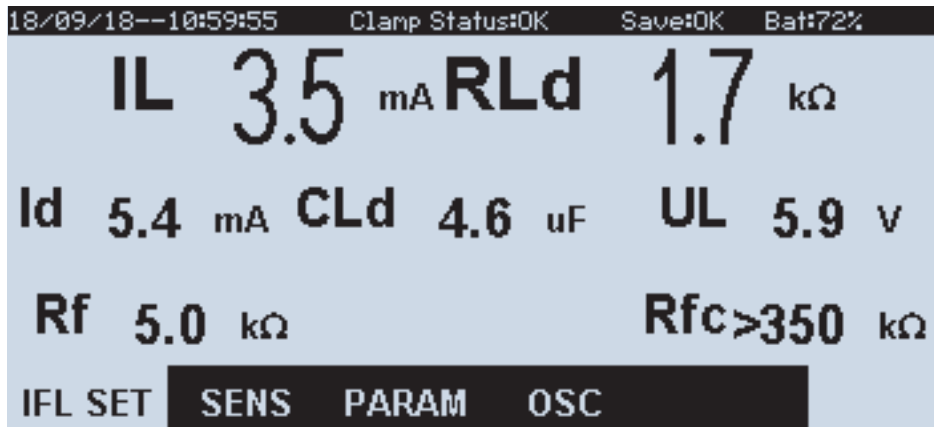 18/09/18--10:59:55 Clamp Status:OK Save:OK Bat:72%
IL 3.5 mA RLd 1.7 kΩ
Id 5.4 mA CLd 4.6 uF UL 5.9 V
Rf 5.0 kΩ Rfc >350 kΩ
IFL SET SENS PARAM OSC